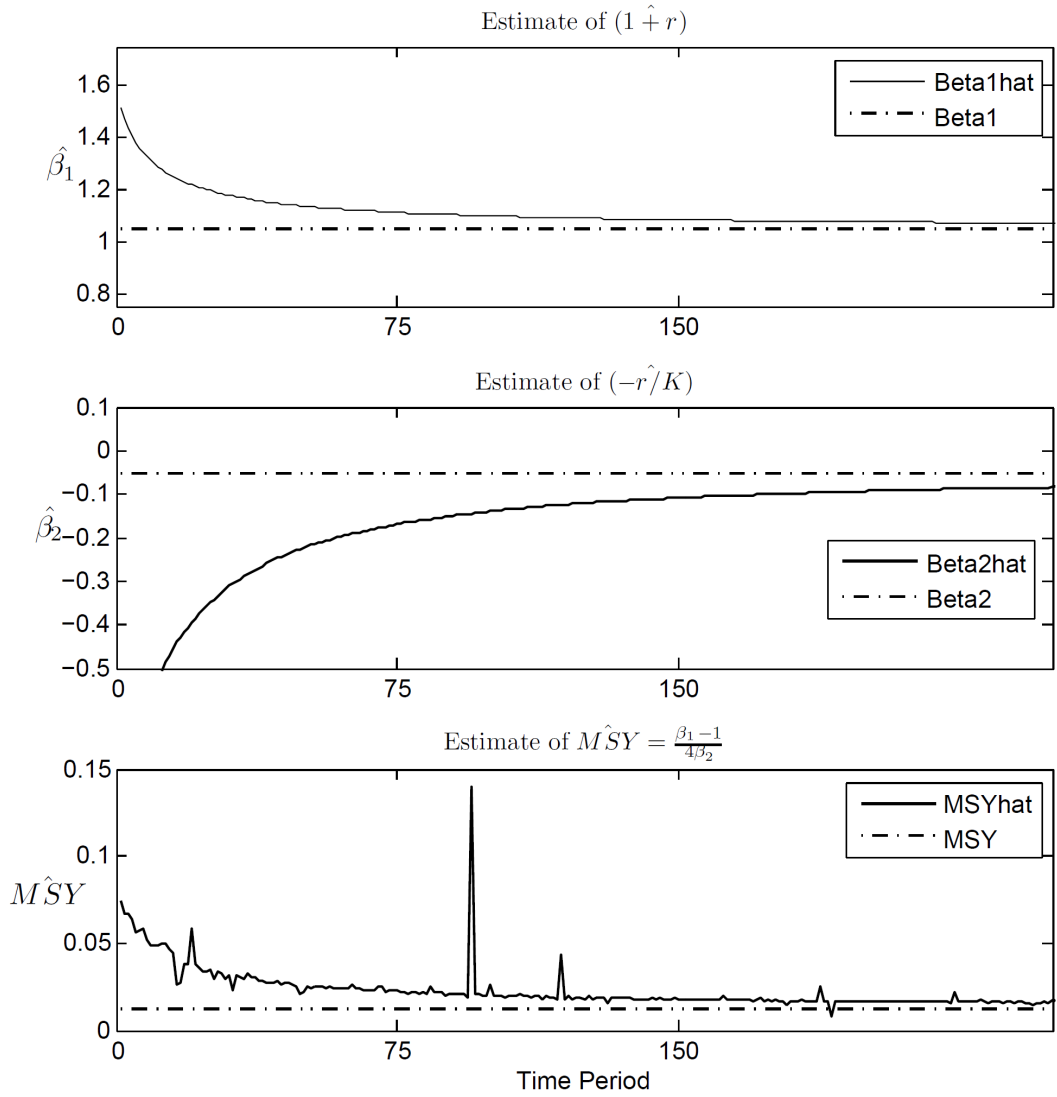 Estimate of (1 +̂ r)
1.6
1.4
1.2
1
0.8
β̂₁
Beta1hat
Beta1
0
75
150
Estimate of (−r̂/K)
0.1
0
−0.1
−0.2
−0.3
−0.4
−0.5
β̂₂
Beta2hat
Beta2
0
75
150
Estimate of MŜY = (β₁−1)/(4β₂)
0.15
0.1
0.05
0
MŜY
MSYhat
MSY
0
75
150
Time Period